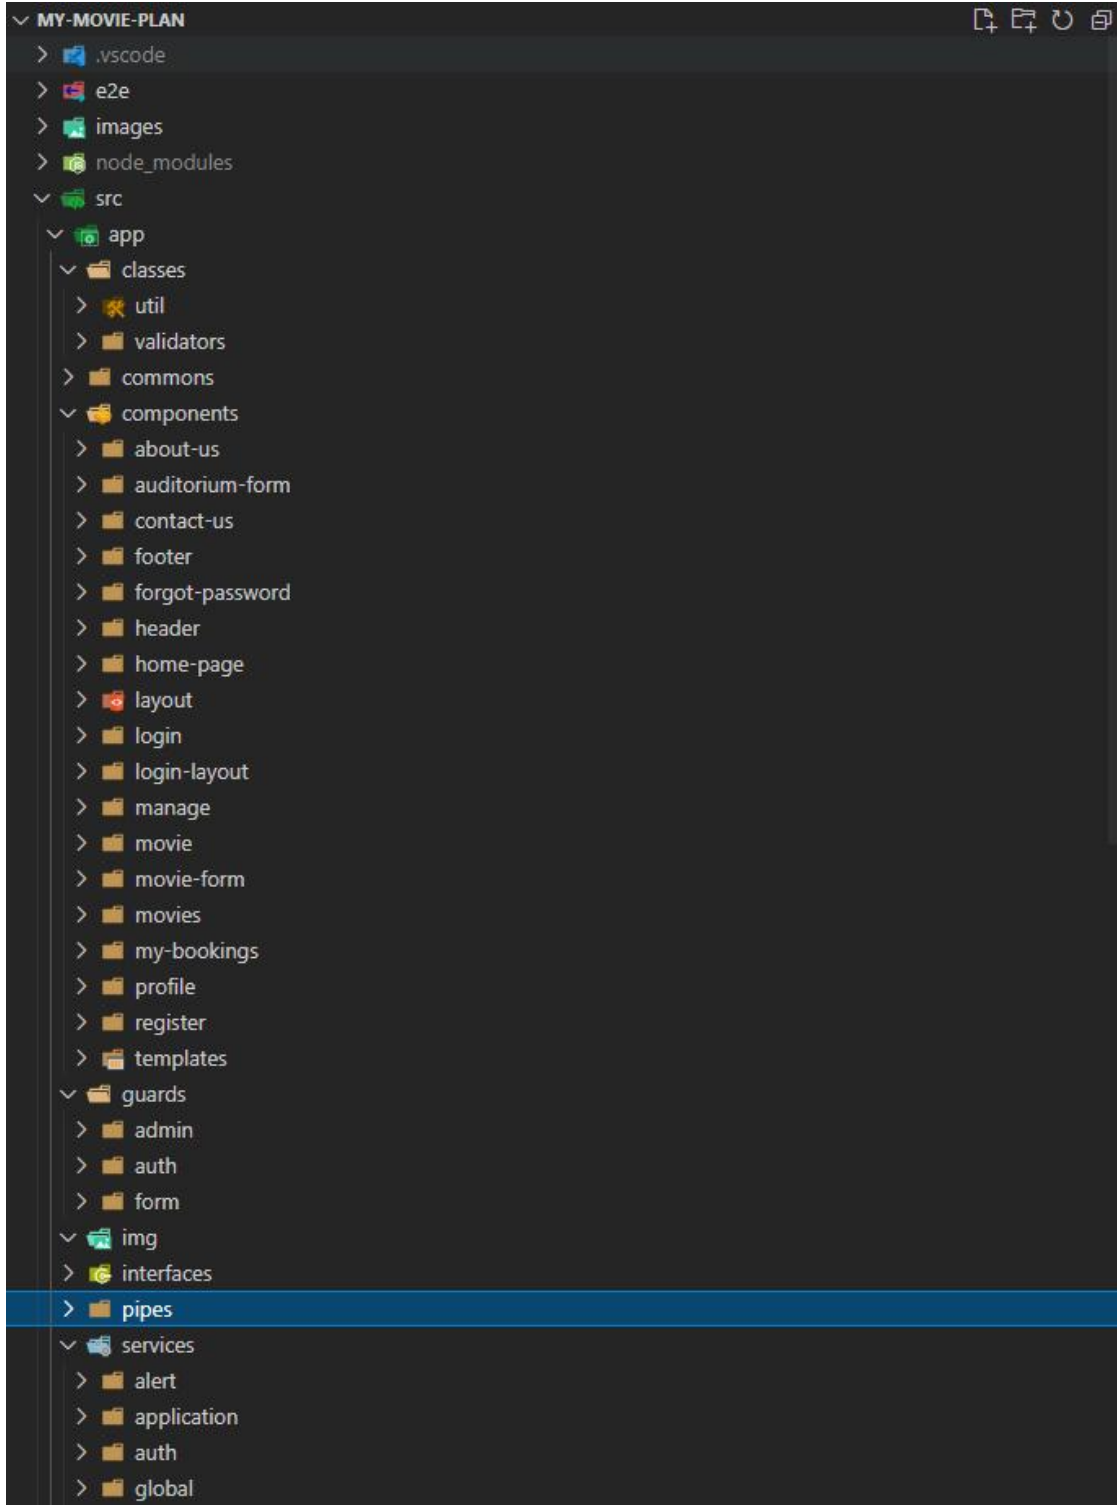 MY-MOVIE-PLAN
.vscode
e2e
images
node_modules
src
app
classes
util
validators
commons
components
about-us
auditorium-form
contact-us
footer
forgot-password
header
home-page
layout
login
login-layout
manage
movie
movie-form
movies
my-bookings
profile
register
templates
guards
admin
auth
form
img
interfaces
pipes
services
alert
application
auth
global